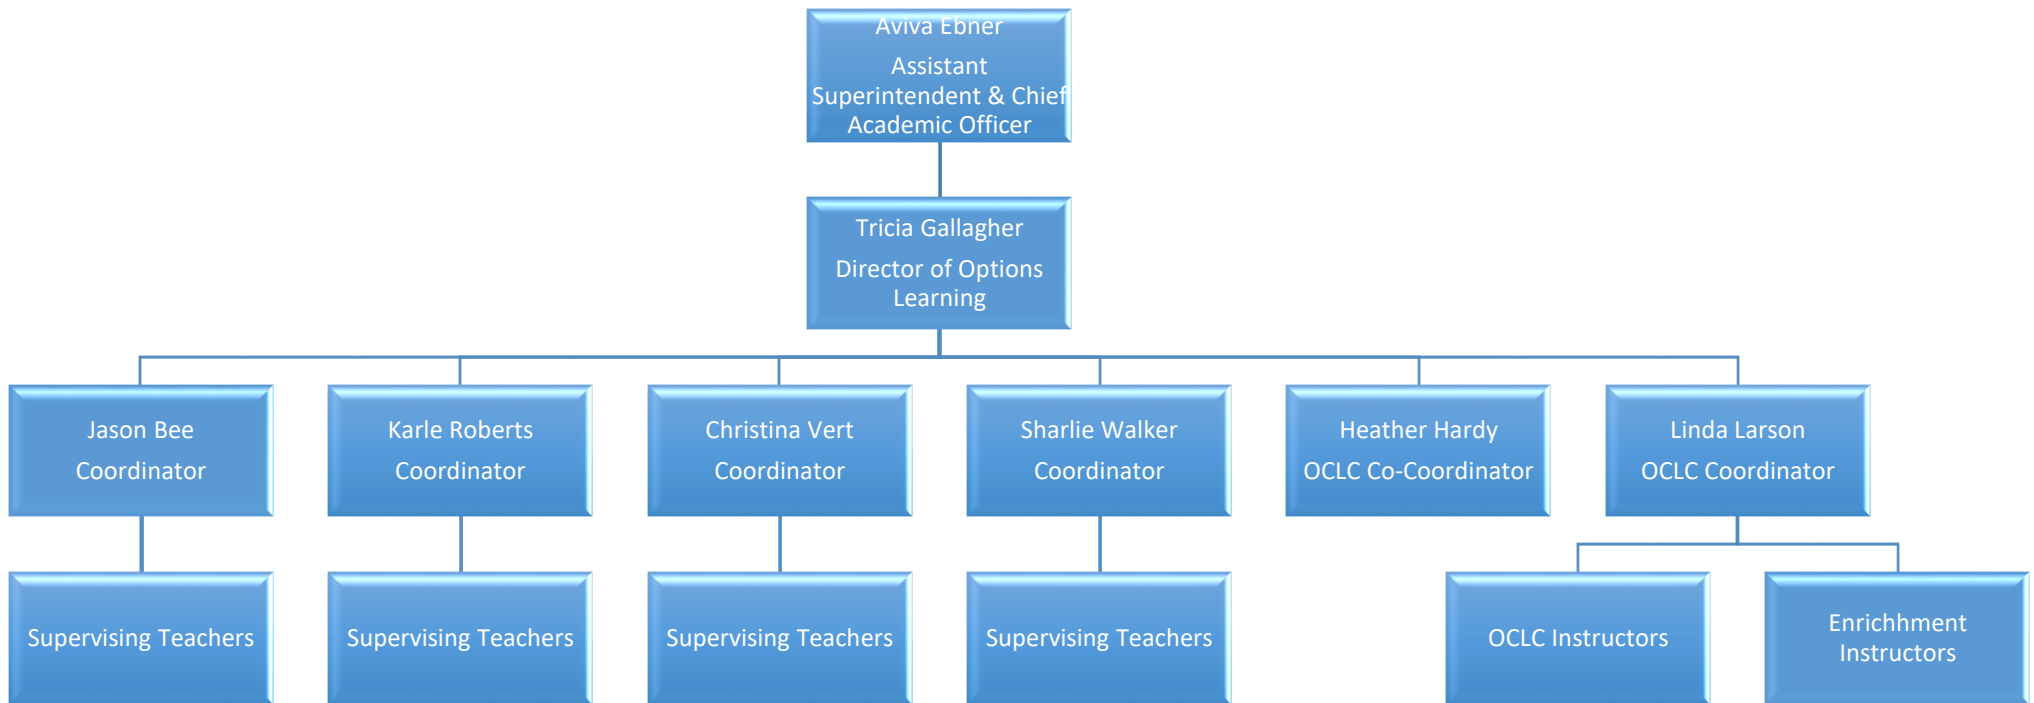 Aviva Ebner
Assistant
Superintendent & Chief
Academic Officer
Tricia Gallagher
Director of Options
Learning
Jason Bee
Coordinator
Karle Roberts
Coordinator
Christina Vert
Coordinator
Sharlie Walker
Coordinator
Heather Hardy
OCLC Co-Coordinator
Linda Larson
OCLC Coordinator
Supervising Teachers
Supervising Teachers
Supervising Teachers
Supervising Teachers
OCLC Instructors
Enrichhment
Instructors